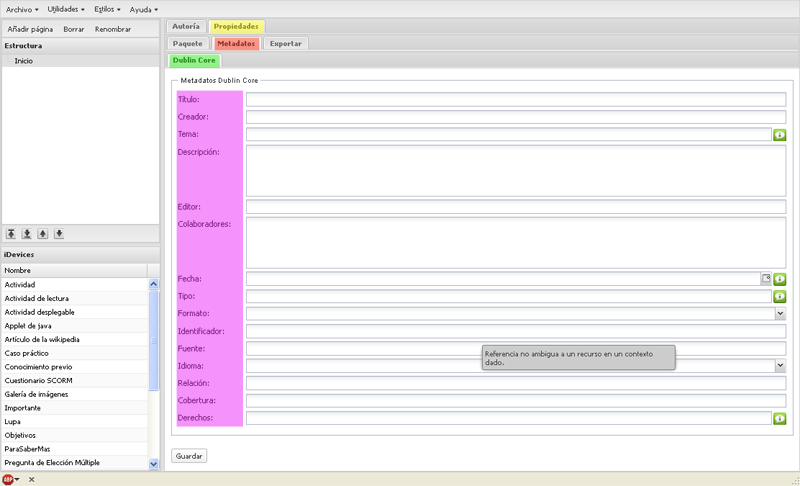 Archivo Utilidades Estilos Ayuda
Añadir página Borrar Renombrar
Estructura
Inicio
iDevices
Nombre
Actividad
Actividad de lectura
Actividad desplegable
Applet de java
Artículo de la wikipedia
Caso práctico
Conocimiento previo
Cuestionario SCORM
Galería de imágenes
Importante
Lupa
Objetivos
ParaSaberMas
Pregunta de Elección Múltiple
Autoría Propiedades
Paquete Metadatos Exportar
Dublin Core
Metadatos Dublin Core
Título:
Creador:
Tema:
Descripción:
Editor:
Colaboradores:
Fecha:
Tipo:
Formato:
Identificador:
Fuente:
Referencia no ambigua a un recurso en un contexto
dado.
Idioma:
Relación:
Cobertura:
Derechos:
Guardar
ABP